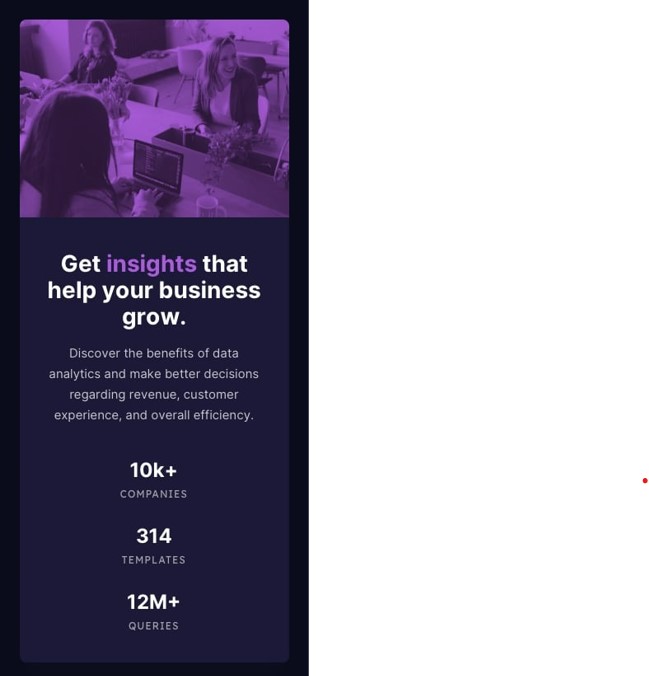 Get insights that
help your business
grow.
Discover the benefits of data
analytics and make better decisions
regarding revenue, customer
experience, and overall efficiency.
10k+
COMPANIES
314
TEMPLATES
12M+
QUERIES